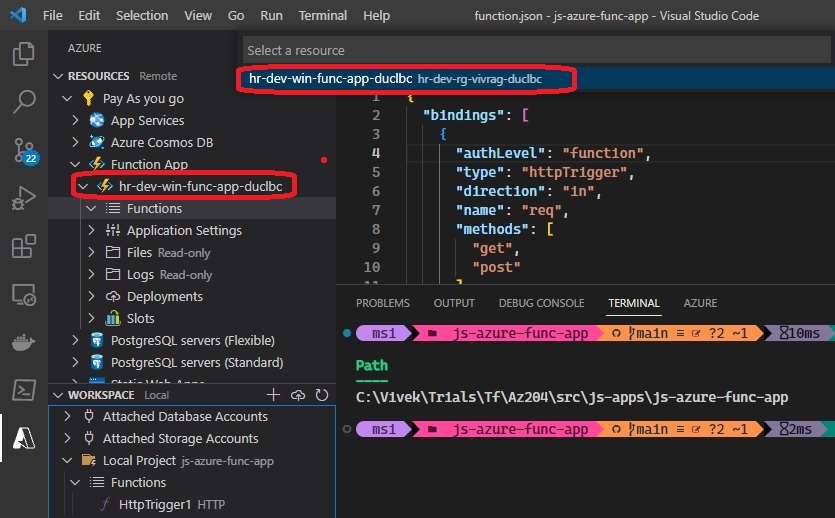 File Edit Selection View Go Run Terminal Help function.json - js-azure-func-app - Visual Studio Code
AZURE
RESOURCES Remote
Pay As you go
App Services
Azure Cosmos DB
Function App
hr-dev-win-func-app-duclbc
Functions
Application Settings
Files Read-only
Logs Read-only
Deployments
Slots
PostgreSQL servers (Flexible)
PostgreSQL servers (Standard)
Static Web Apps
WORKSPACE Local
Attached Database Accounts
Attached Storage Accounts
Local Project js-azure-func-app
Functions
HttpTrigger1 HTTP
22
Select a resource
hr-dev-win-func-app-duclbc hr-dev-rg-vivrag-duclbc
1 {
2 "bindings": [
3 {
4 "authLevel": "function",
5 "type": "httpTrigger",
6 "direction": "in",
7 "name": "req",
8 "methods": [
9 "get",
10 "post"
11 ]
PROBLEMS OUTPUT DEBUG CONSOLE TERMINAL AZURE
ms1 js-azure-func-app main ≡ ?2 ~1 10ms
Path
----
C:\Vivek\Trials\Tf\Az204\src\js-apps\js-azure-func-app
ms1 js-azure-func-app main ≡ ?2 ~1 2ms